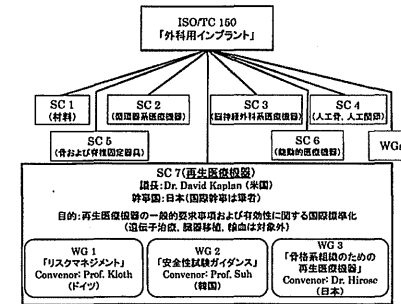 ISO/TC 150
「外科用インプラント」
SC 1
(材料)
SC 2
(循環器系医療機器)
SC 3
(脳神経外科系医療機器)
SC 4
(人工骨、人工関節)
SC 5
(骨および脊椎固定器具)
SC 6
(能動的医療機器)
WGs
SC 7(再生医療機器)
議長: Dr. David Kaplan (米国)
幹事国: 日本(国際幹事は筆者)
目的: 再生医療機器の一般的要求事項および有効性に関する国際標準化
(遺伝子治療、臓器移植、輸血は対象外)
WG 1
「リスクマネジメント」
Convenor: Prof. Kloth
(ドイツ)
WG 2
「安全性試験ガイダンス」
Convenor: Prof. Suh
(韓国)
WG 3
「骨格系組織のための
再生医療機器」
Convenor: Dr. Hirose
(日本)